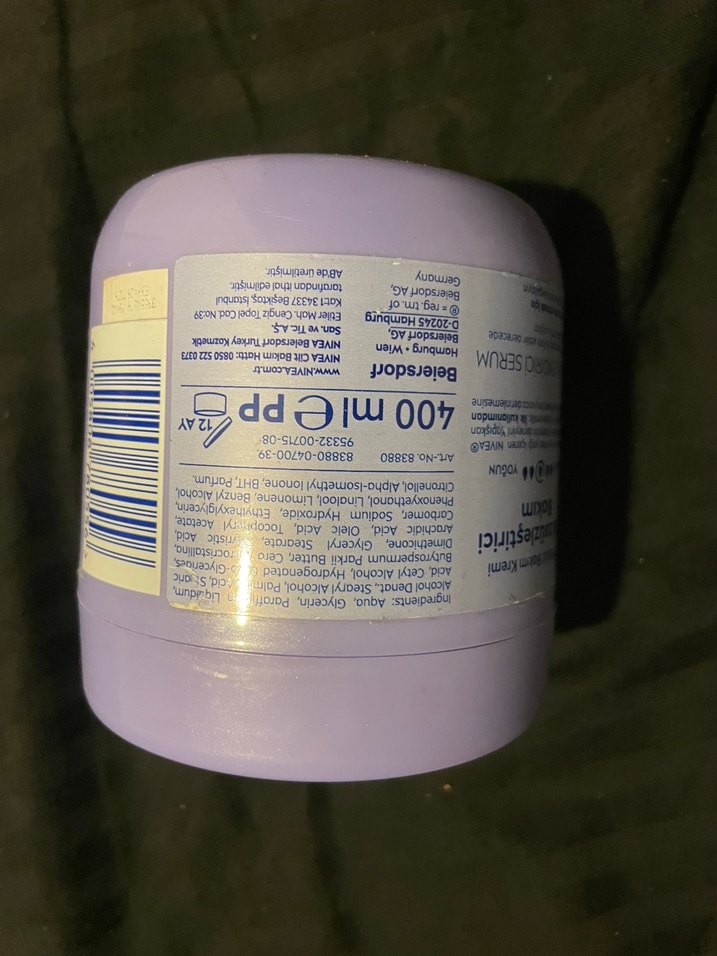 Bakım Kremi
Bakım
YOĞUN
içeren NIVEA®
SERUM
Ingredients: Aqua, Glycerin, Paraffinum Liquidum,
Alcohol Denat., Stearyl Alcohol, Palmitic Acid, Stearic
Acid, Cetyl Alcohol, Hydrogenated Coco-Glycerides,
Butyrospermum Parkii Butter, Cera Microcristallina,
Dimethicone, Glyceryl Stearate, Myristic Acid,
Arachidic Acid, Oleic Acid, Tocopheryl Acetate,
Carbomer, Sodium Hydroxide, Ethylhexylglycerin,
Phenoxyethanol, Linalool, Limonene, Benzyl Alcohol,
Citronellol, Alpha-Isomethyl Ionone, BHT, Parfum.
Art.-No. 83880 83880-04700-39
95332-00715-08
400 ml ℮ PP 12 AY
Beiersdorf
Hamburg • Wien
Beiersdorf AG,
D-20245 Hamburg
® = reg. tm. of
Beiersdorf AG,
Germany
www.NIVEA.com.tr
NIVEA Cilt Bakım Hattı: 0850 522 0373
NIVEA Beiersdorf Turkey Kozmetik
San. ve Tic. A.Ş.
Etiler Mah. Cengiz Topel Cad. No:39
Kat:1 34337 Beşiktaş, İstanbul
tarafından ithal edilmiştir.
AB'de üretilmiştir.